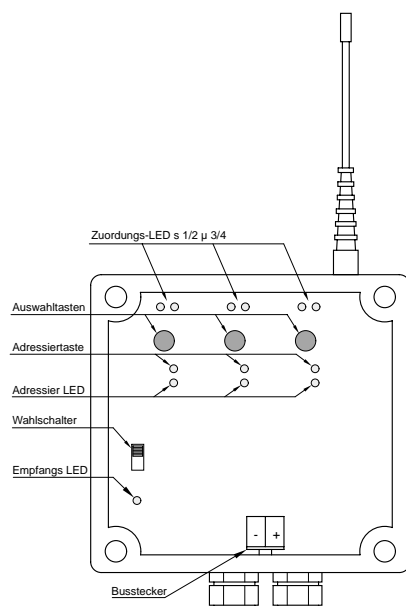 Zuordungs-LED s 1/2 µ 3/4
Auswahltasten
Adressiertaste
Adressier LED
Wahlschalter
Empfangs LED
- +
Busstecker